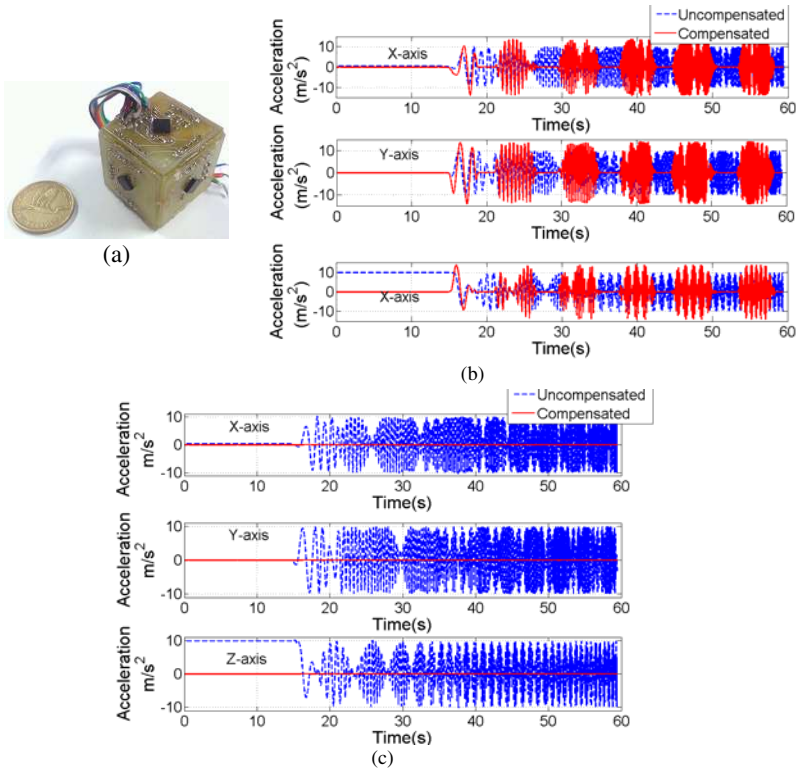 (a)
Uncompensated
Compensated
X-axis
Acceleration
(m/s²)
10
0
-10
0 10 20 30 40 50 60
Time(s)
Y-axis
Acceleration
(m/s²)
10
0
-10
0 10 20 30 40 50 60
Time(s)
X-axis
Acceleration
(m/s²)
10
0
-10
0 10 20 30 40 50 60
Time(s)
(b)
Uncompensated
Compensated
X-axis
Acceleration
m/s²
10
0
-10
0 10 20 30 40 50 60
Time(s)
Y-axis
Acceleration
m/s²
10
0
-10
0 10 20 30 40 50 60
Time(s)
Z-axis
Acceleration
m/s²
10
0
-10
0 10 20 30 40 50 60
Time(s)
(c)